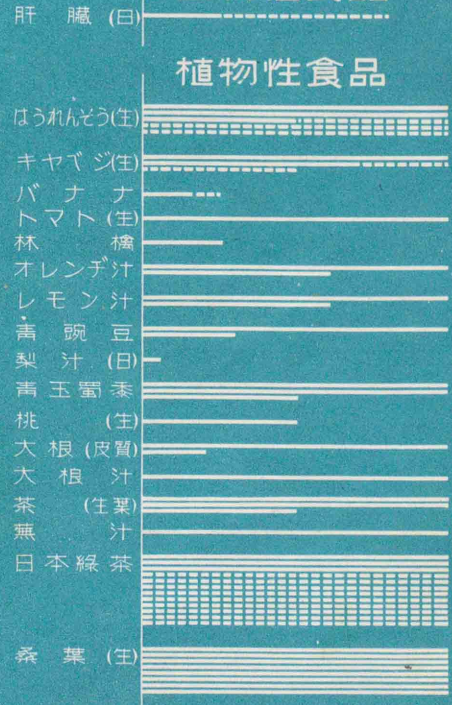 肝臓(日)
植物性食品
はうれんそう(生)
キャベジ(生)
バナナ
トマト(生)
林檎
オレンヂ汁
レモン汁
青豌豆
梨汁(日)
青玉蜀黍
桃(生)
大根(皮質)
大根汁
茶(生葉)
蕪汁
日本緑茶
桑葉(生)